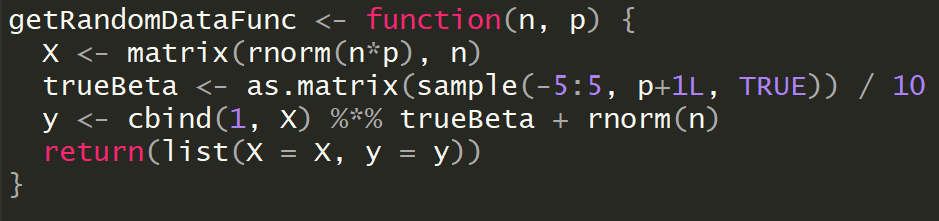 getRandomDataFunc <- function(n, p) {
  X <- matrix(rnorm(n*p), n)
  trueBeta <- as.matrix(sample(-5:5, p+1L, TRUE)) / 10
  y <- cbind(1, X) %*% trueBeta + rnorm(n)
  return(list(X = X, y = y))
}